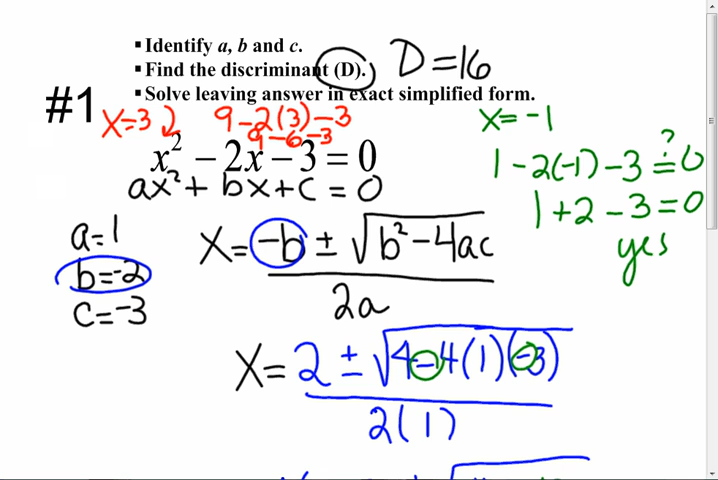 ▪ Identify a, b and c.
▪ Find the discriminant (D). D = 16
▪ Solve leaving answer in exact simplified form.
#1
x=3 9 - 2(3) - 3
9 - 6 - 3
x² - 2x - 3 = 0
ax² + bx + c = 0
x = -1
1 - 2(-1) - 3 ?= 0
1 + 2 - 3 = 0
yes
a = 1
b = -2
c = -3
x = -b ± √b² - 4ac
2a
x = 2 ± √4 - 4(1)(-3)
2(1)